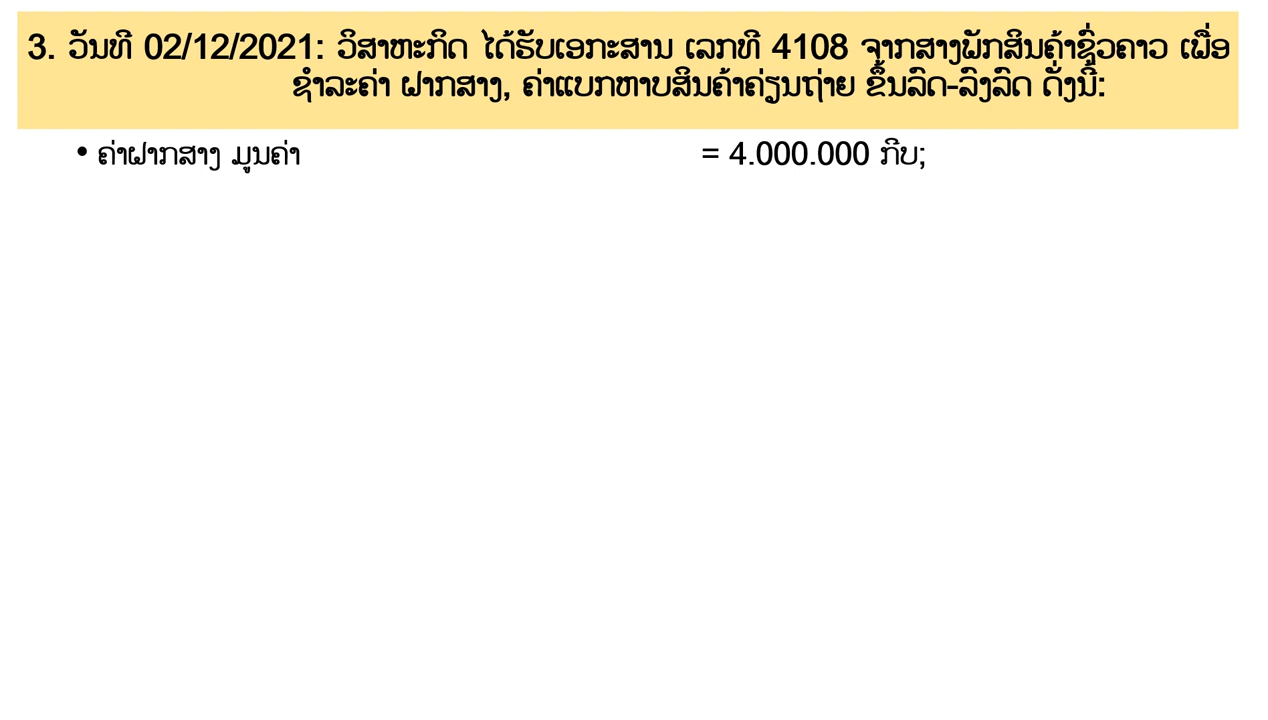 3. ວັນທີ 02/12/2021: ວິສາຫະກິດ ໄດ້ຮັບເອກະສານ ເລກທີ 4108 ຈາກສາງພັກສິນຄ້າຊົ່ວຄາວ ເພື່ອ
ຊຳລະຄ່າ ຝາກສາງ, ຄ່າແບກຫາບສິນຄ້າຄ່ຽນຖ່າຍ ຂຶ້ນລົດ-ລົງລົດ ດັ່ງນີ້:
• ຄ່າຝາກສາງ ມູນຄ່າ = 4.000.000 ກີບ;